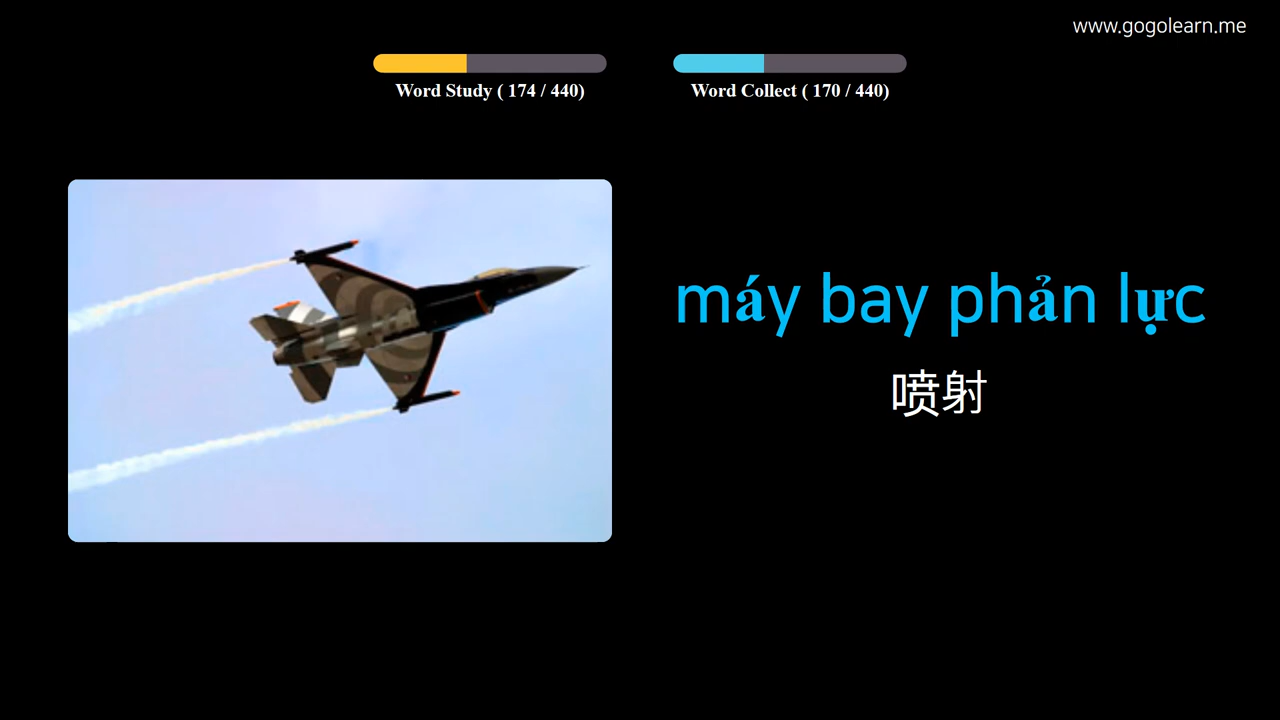 www.gogolearn.me
Word Study ( 174 / 440)
Word Collect ( 170 / 440)
máy bay phản lực
喷射